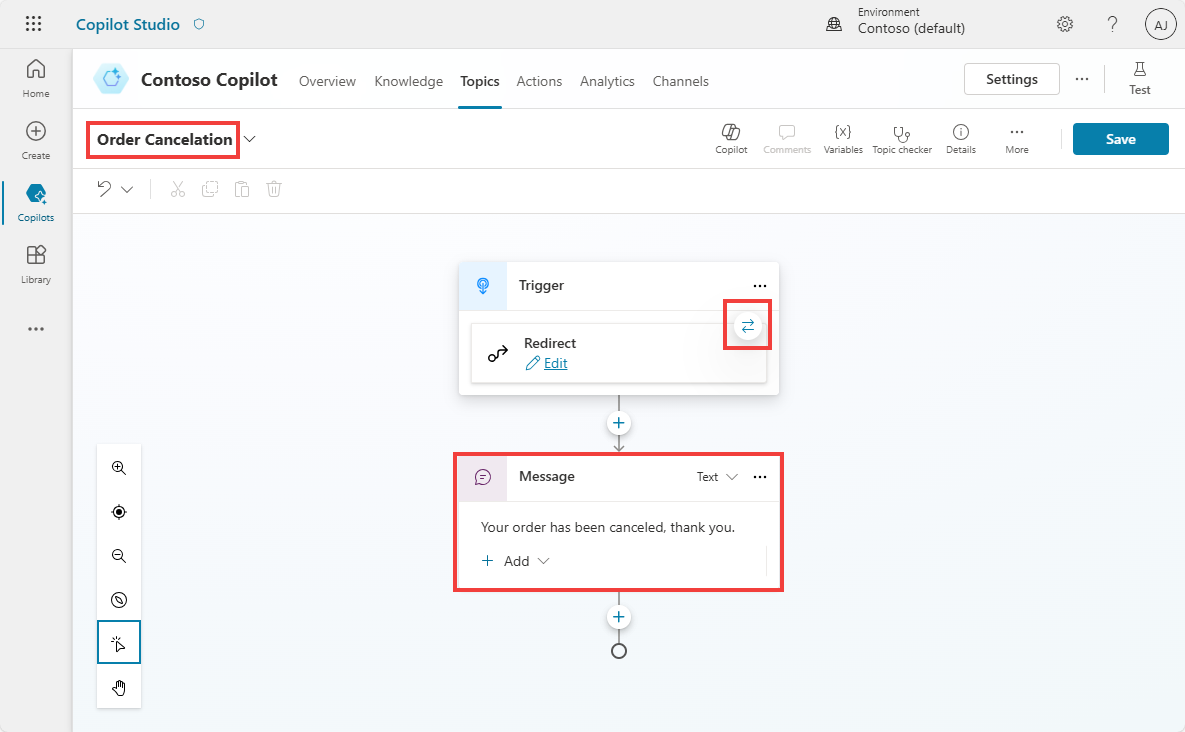 Copilot Studio
Environment
Contoso (default)
?
AJ
Home
Create
Copilots
Library
Contoso Copilot
Overview Knowledge Topics Actions Analytics Channels
Settings
Test
Order Cancelation
Copilot Comments {x} Variables Topic checker Details More
Save
Trigger
Redirect
Edit
Message
Text
Your order has been canceled, thank you.
Add